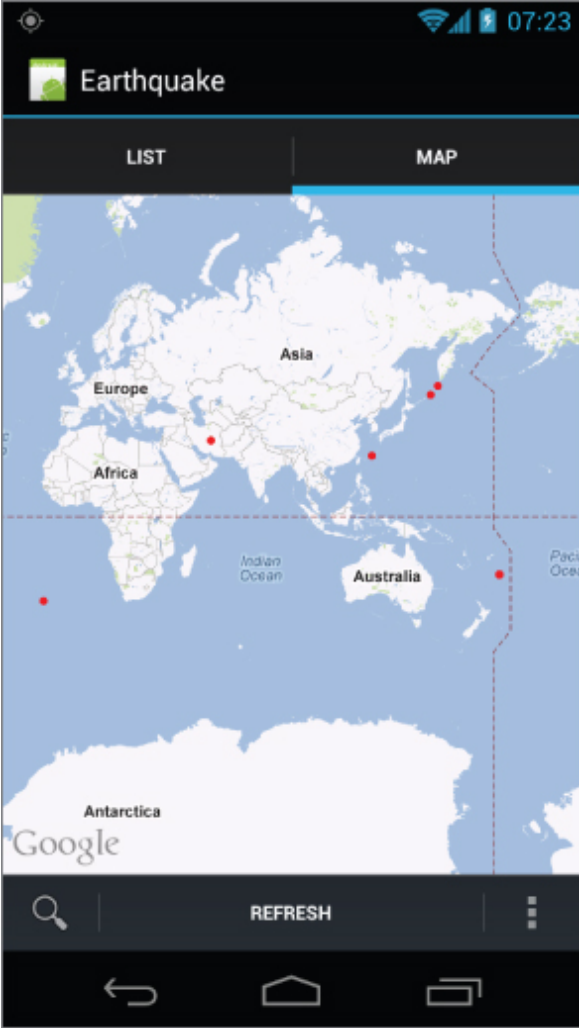 07:23
Earthquake
LIST
MAP
Asia
Europe
Africa
Indian
Ocean
Australia
Antarctica
Google
REFRESH